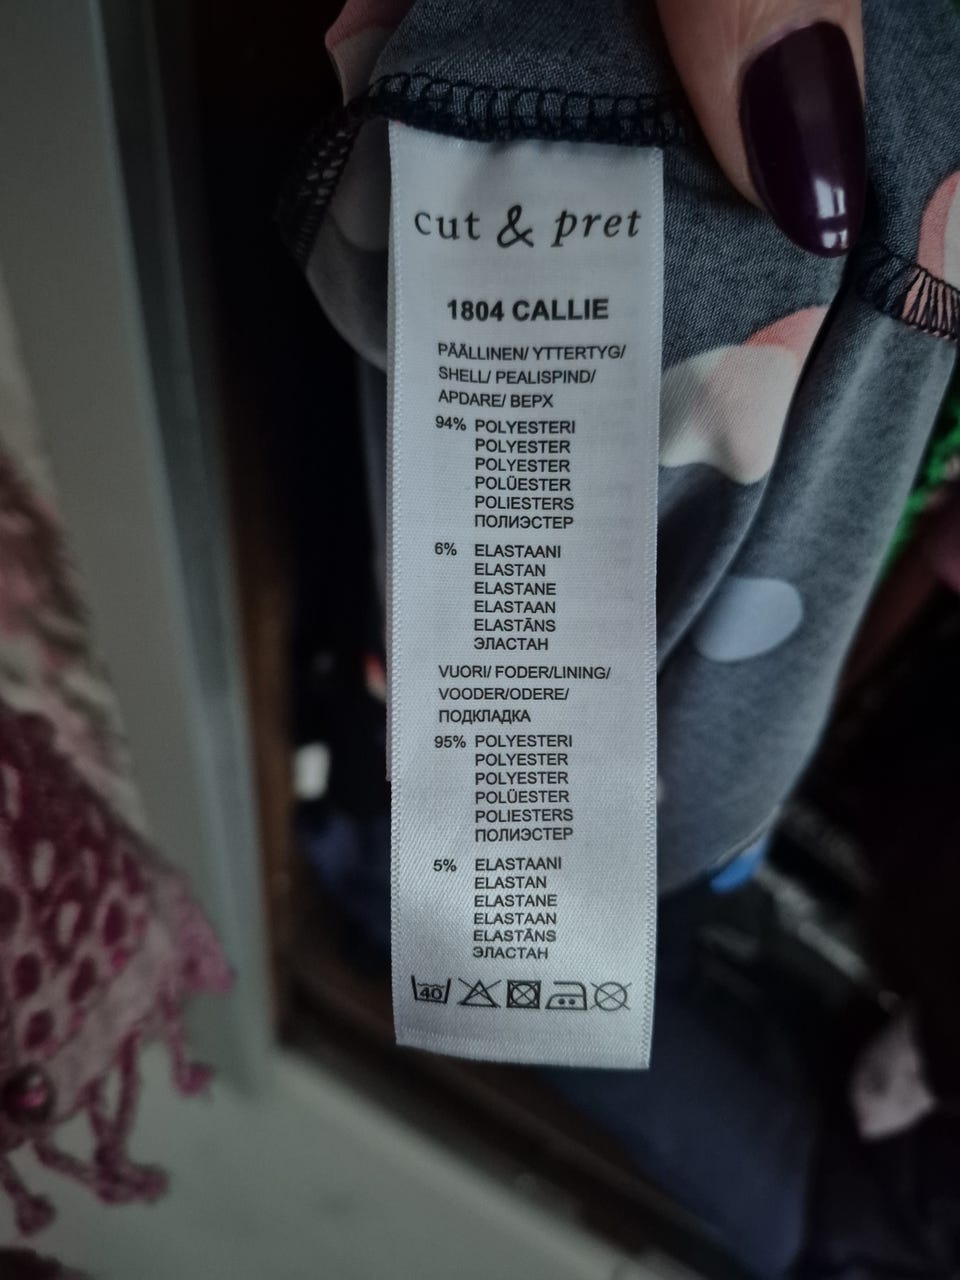 cut & pret
1804 CALLIE
PÄÄLLINEN/ YTTERTYG/
SHELL/ PEALISPIND/
APDARE/ ВЕРХ
94% POLYESTERI
POLYESTER
POLYESTER
POLÜESTER
POLIESTERS
ПОЛИЭСТЕР
6% ELASTAANI
ELASTAN
ELASTANE
ELASTAAN
ELASTĀNS
ЭЛАСТАН
VUORI/ FODER/LINING/
VOODER/ODERE/
ПОДКЛАДКА
95% POLYESTERI
POLYESTER
POLYESTER
POLÜESTER
POLIESTERS
ПОЛИЭСТЕР
5% ELASTAANI
ELASTAN
ELASTANE
ELASTAAN
ELASTĀNS
ЭЛАСТАН
40